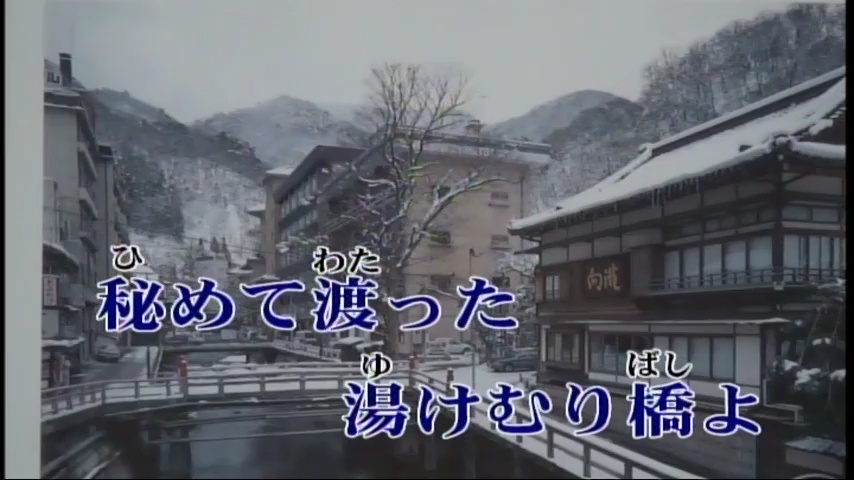 ひ わた
秘めて渡った
ゆ ばし
湯けむり橋よ
向瀧